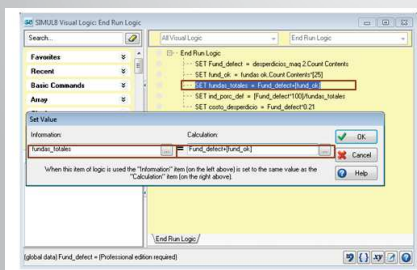 SIMUL8 Visual Logic: End Run Logic
Search...
All Visual Logic
End Run Logic
Favorites
Recent
Basic Commands
Array
End Run Logic
SET Fund_defect = desperdicios_maq 2.Count Contents
SET fund_ok = fundas ok.Count Contents*[25]
SET fundas_totales = Fund_defect+[fund_ok]
SET ind_porc_def = [Fund_defect*100]/fundas_totales
SET costo_desperdicio = Fund_defect*0.21
Set Value
Information:
Calculation:
fundas_totales
...
=
Fund_defect+[fund_ok]
...
OK
Cancel
Help
When this item of logic is used the "Information" item (on the left above) is set to the same value as the
"Calculation" item (on the right above).
End Run Logic
(global data) Fund_defect = (Professional edition required)
{ }
xy